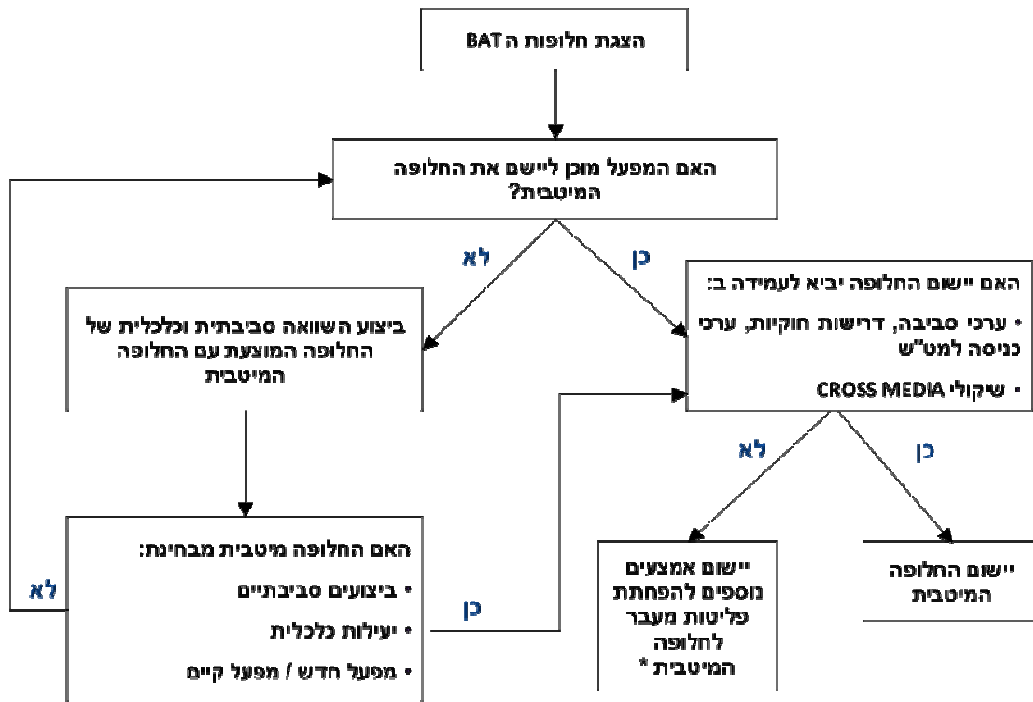 הצגת חלופות הBAT
האם המפעל מוכן ליישם את החלופה
המיטבית?
לא
כן
האם יישום החלופה יביא לעמידה ב:
• ערכי סביבה, דרישות חוקיות, ערכי
כניסה למט"ש
• שיקולי CROSS MEDIA
ביצוע השוואה סביבתית וכלכלית של
החלופה המוצעת עם החלופה
המיטבית
לא
כן
האם החלופה מיטבית מבחינת:
• ביצועים סביבתיים
• יעילות כלכלית
• מפעל חדש / מפעל קיים
לא
כן
יישום אמצעים
נוספים להפחתת
פליטות מעבר
לחלופה
המיטבית *
יישום החלופה
המיטבית